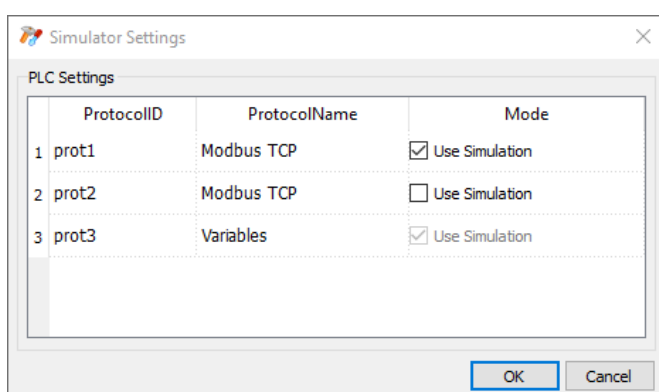 Simulator Settings
PLC Settings
ProtocolID ProtocolName Mode
1 prot1 Modbus TCP Use Simulation
2 prot2 Modbus TCP Use Simulation
3 prot3 Variables Use Simulation
OK Cancel